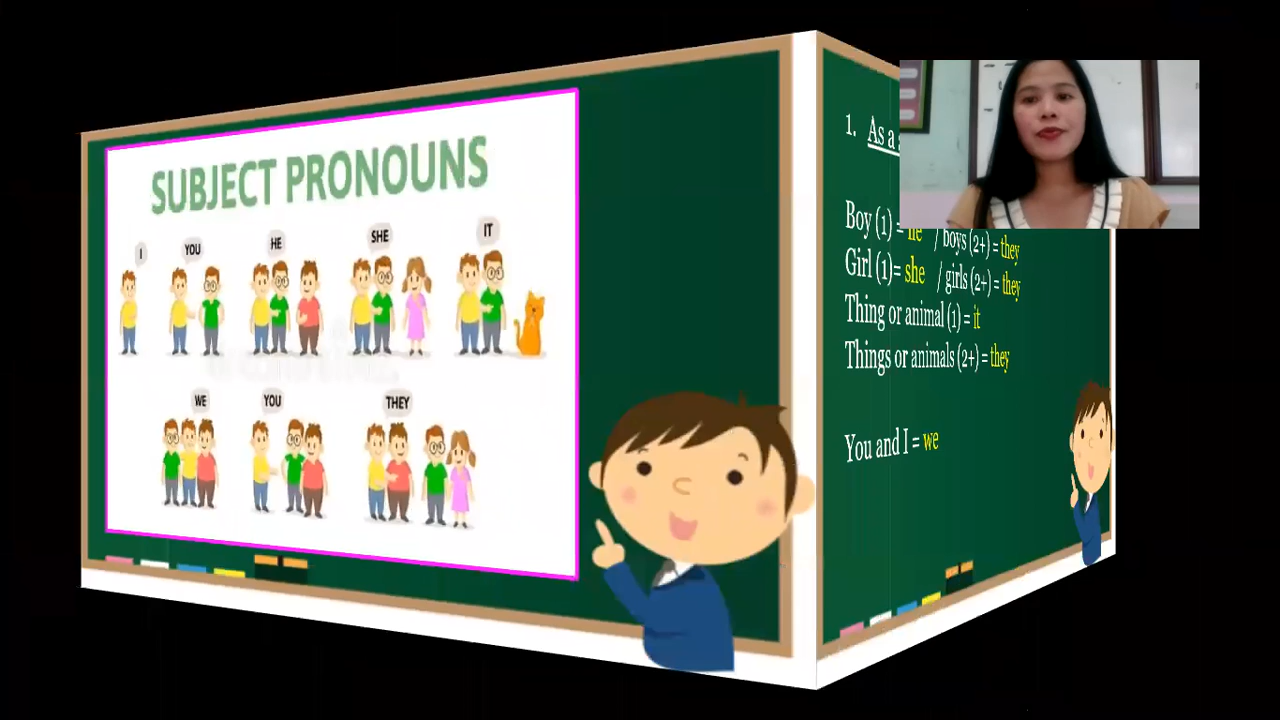 SUBJECT PRONOUNS
I YOU HE SHE IT
WE YOU THEY
1. As a
Boy (1) = he / boys (2+) = they
Girl (1)= she / girls (2+) = they
Thing or animal (1) = it
Things or animals (2+) = they
You and I = we